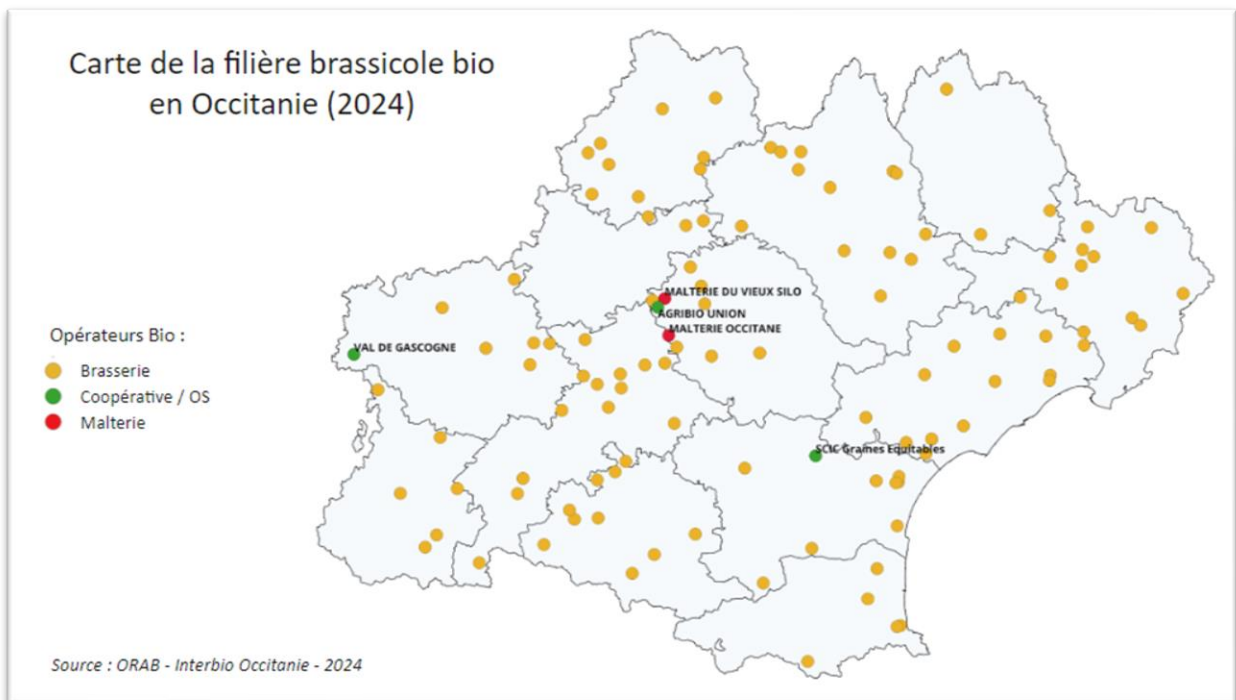 Carte de la filière brassicole bio
en Occitanie (2024)
MALTERIE DU VIEUX SILO
AGRIBIO UNION
MALTERIE OCCITANE
VAL DE GASCOGNE
Opérateurs Bio :
Brasserie
Coopérative / OS
Malterie
SCIC Graines Equitables
Source : ORAB - Interbio Occitanie - 2024